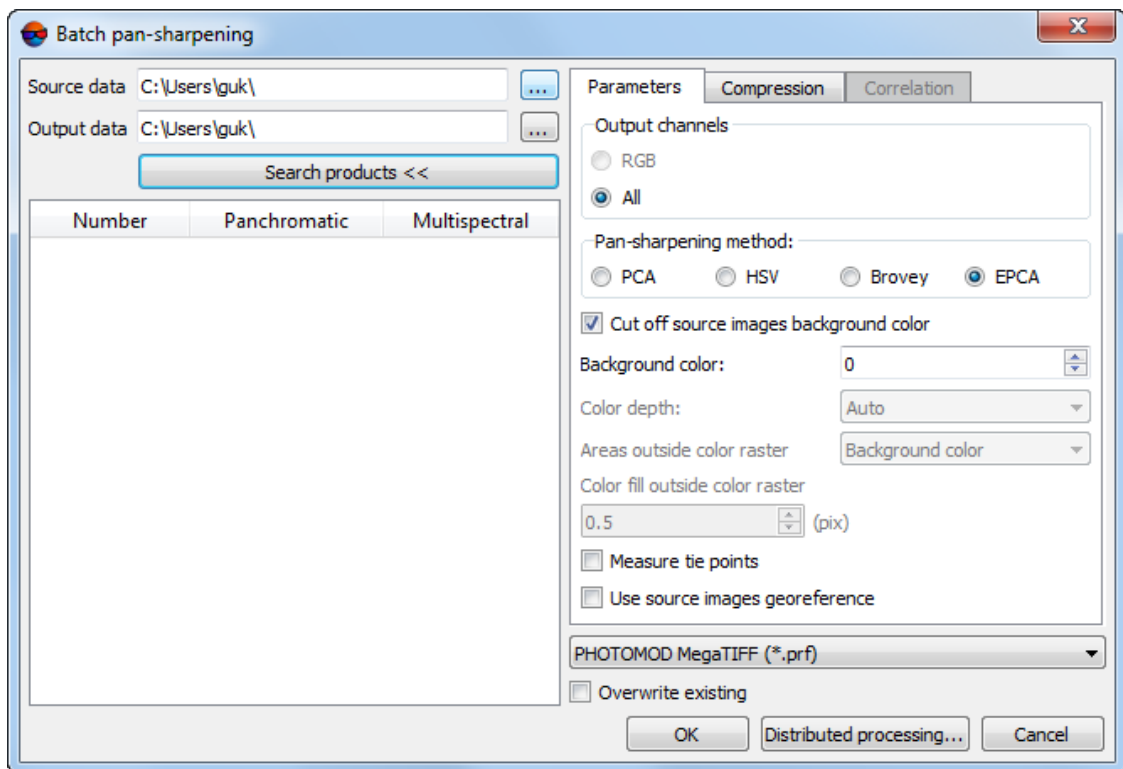 Batch pan-sharpening
Source data C:\Users\guk\ ...
Output data C:\Users\guk\ ...
Search products <<
Number Panchromatic Multispectral
Parameters Compression Correlation
Output channels
RGB
All
Pan-sharpening method:
PCA HSV Brovey EPCA
Cut off source images background color
Background color: 0
Color depth: Auto
Areas outside color raster Background color
Color fill outside color raster
0.5 (pix)
Measure tie points
Use source images georeference
PHOTOMOD MegaTIFF (*.prf)
Overwrite existing
OK Distributed processing... Cancel